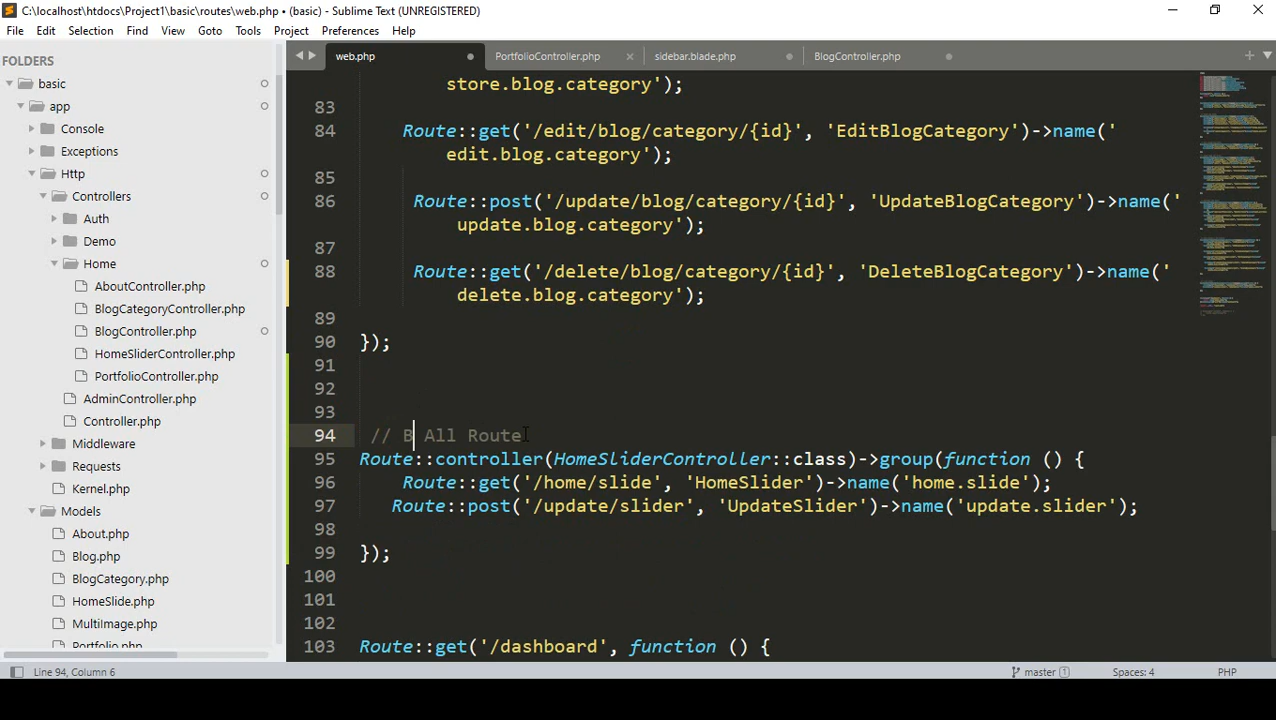 C:\localhost\htdocs\Project1\basic\routes\web.php • (basic) - Sublime Text (UNREGISTERED)
File Edit Selection Find View Goto Tools Project Preferences Help
FOLDERS
basic
app
Console
Exceptions
Http
Controllers
Auth
Demo
Home
AboutController.php
BlogCategoryController.php
BlogController.php
HomeSliderController.php
PortfolioController.php
AdminController.php
Controller.php
Middleware
Requests
Kernel.php
Models
About.php
Blog.php
BlogCategory.php
HomeSlide.php
MultiImage.php
Portfolio.php
web.php PortfolioController.php sidebar.blade.php BlogController.php
store.blog.category');
83
84 Route::get('/edit/blog/category/{id}', 'EditBlogCategory')->name('
edit.blog.category');
85
86 Route::post('/update/blog/category/{id}', 'UpdateBlogCategory')->name('
update.blog.category');
87
88 Route::get('/delete/blog/category/{id}', 'DeleteBlogCategory')->name('
delete.blog.category');
89
90 });
91
92
93
94 // B All Route
95 Route::controller(HomeSliderController::class)->group(function () {
96 Route::get('/home/slide', 'HomeSlider')->name('home.slide');
97 Route::post('/update/slider', 'UpdateSlider')->name('update.slider');
98
99 });
100
101
102
103 Route::get('/dashboard', function () {
Line 94, Column 6 master 1 Spaces: 4 PHP